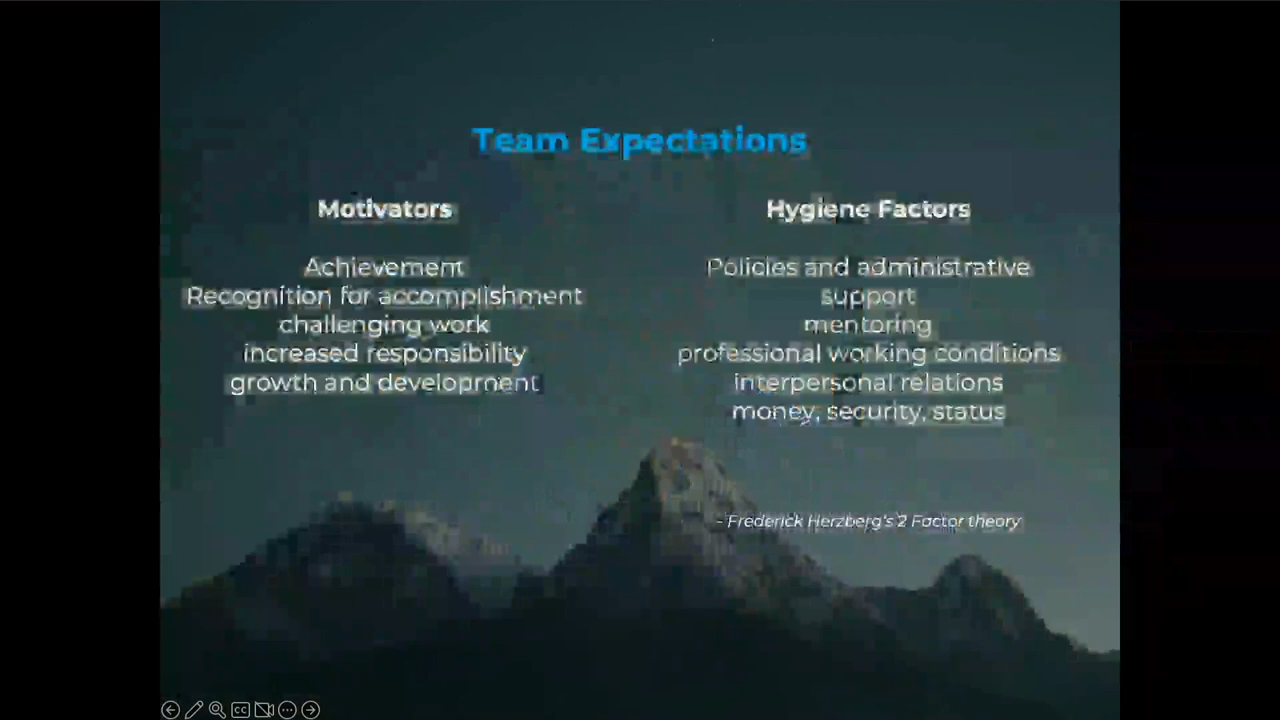 Team Expectations
Motivators
Achievement
Recognition for accomplishment
challenging work
increased responsibility
growth and development
Hygiene Factors
Policies and administrative
support
mentoring
professional working conditions
interpersonal relations
money, security, status
- Frederick Herzberg's 2 Factor theory
CC